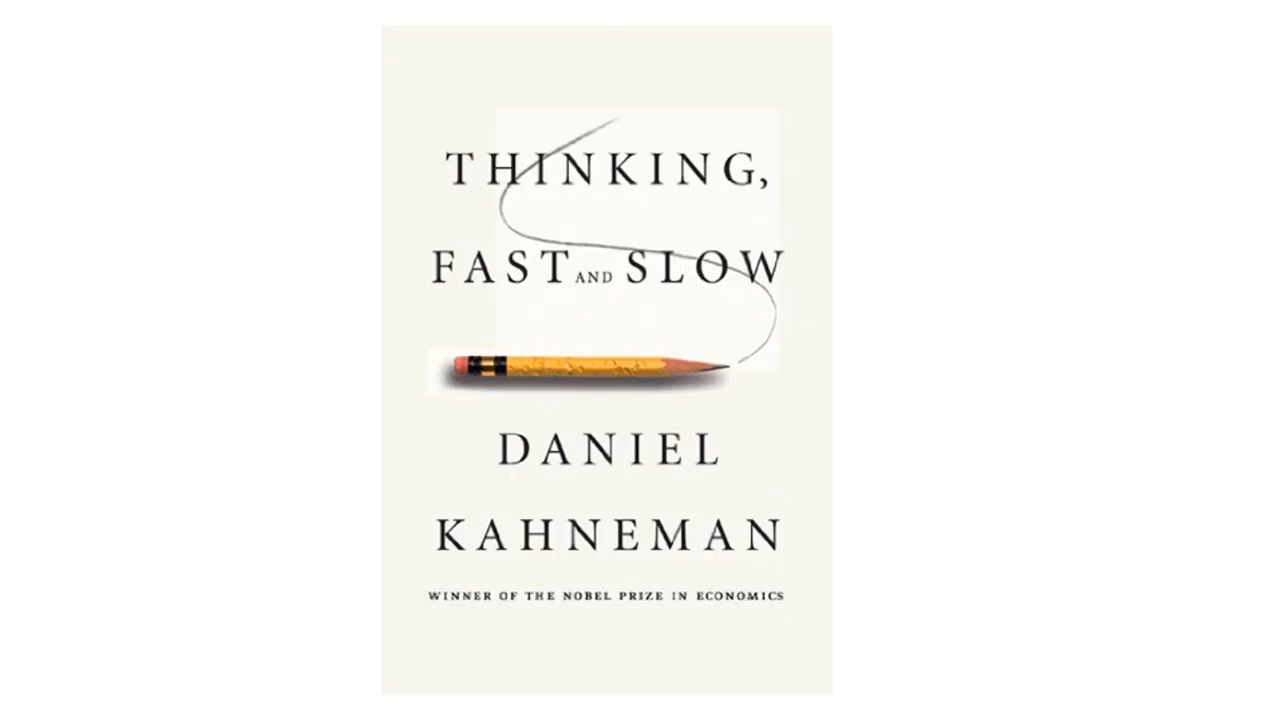 THINKING,
FAST AND SLOW
DANIEL
KAHNEMAN
WINNER OF THE NOBEL PRIZE IN ECONOMICS